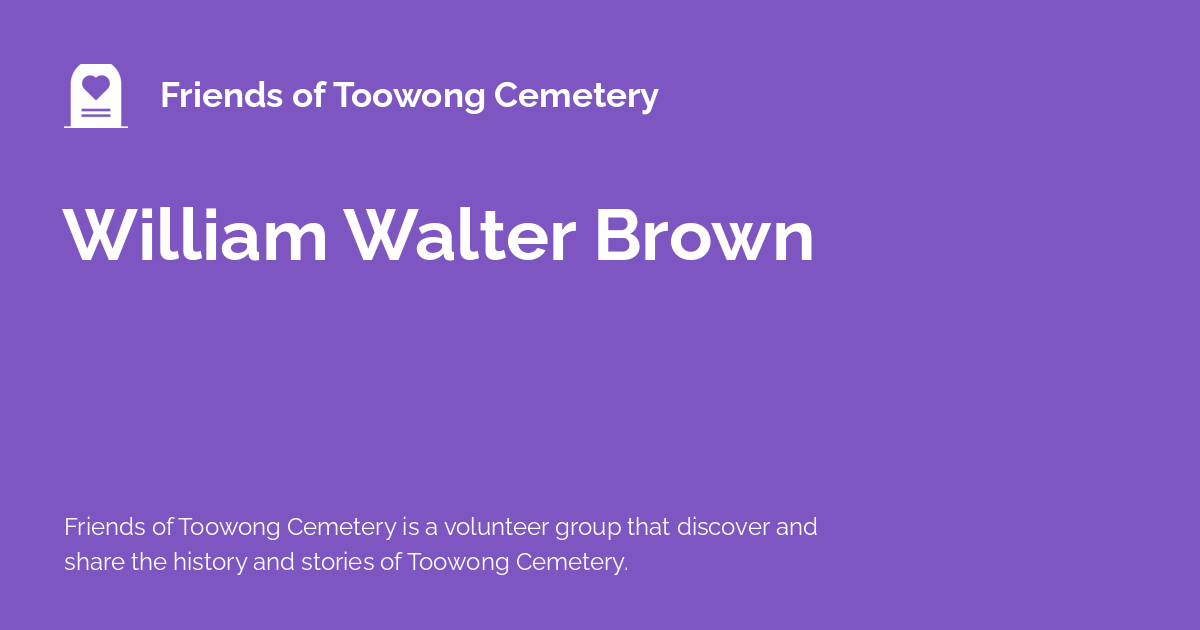 Friends of Toowong Cemetery
William Walter Brown
Friends of Toowong Cemetery is a volunteer group that discover and
share the history and stories of Toowong Cemetery.